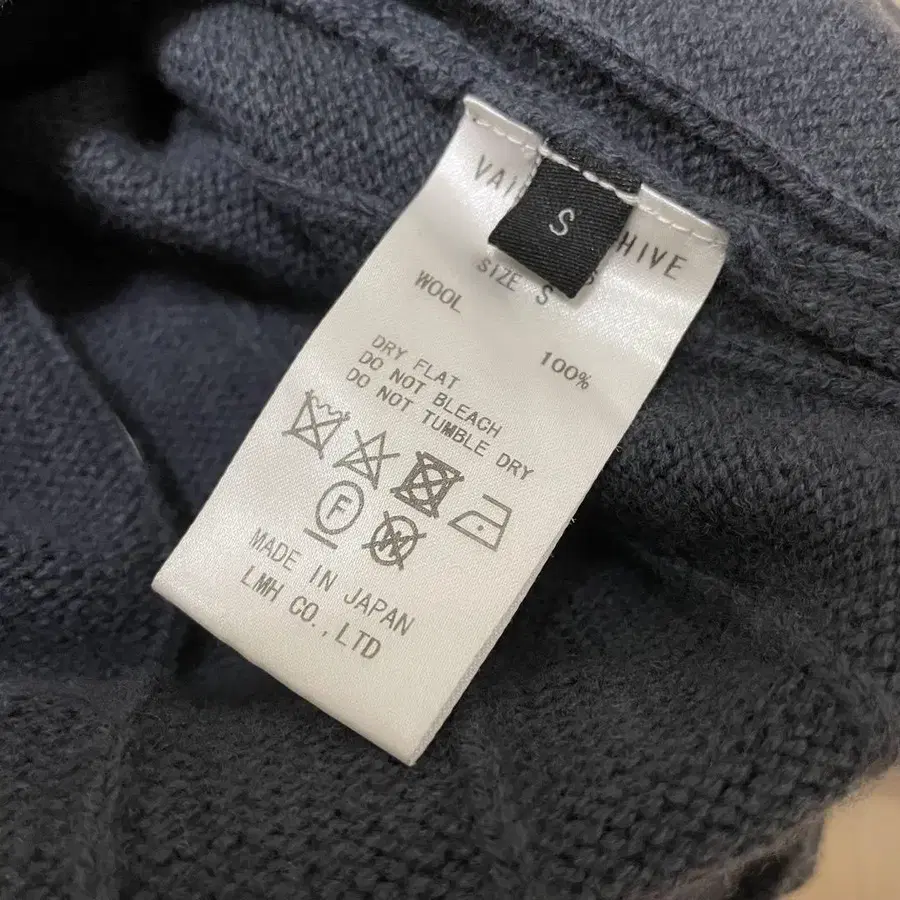 S
SIZE S
WOOL 100%
DRY FLAT
DO NOT BLEACH
DO NOT TUMBLE DRY
F
W
MADE IN JAPAN
LMH CO.,LTD